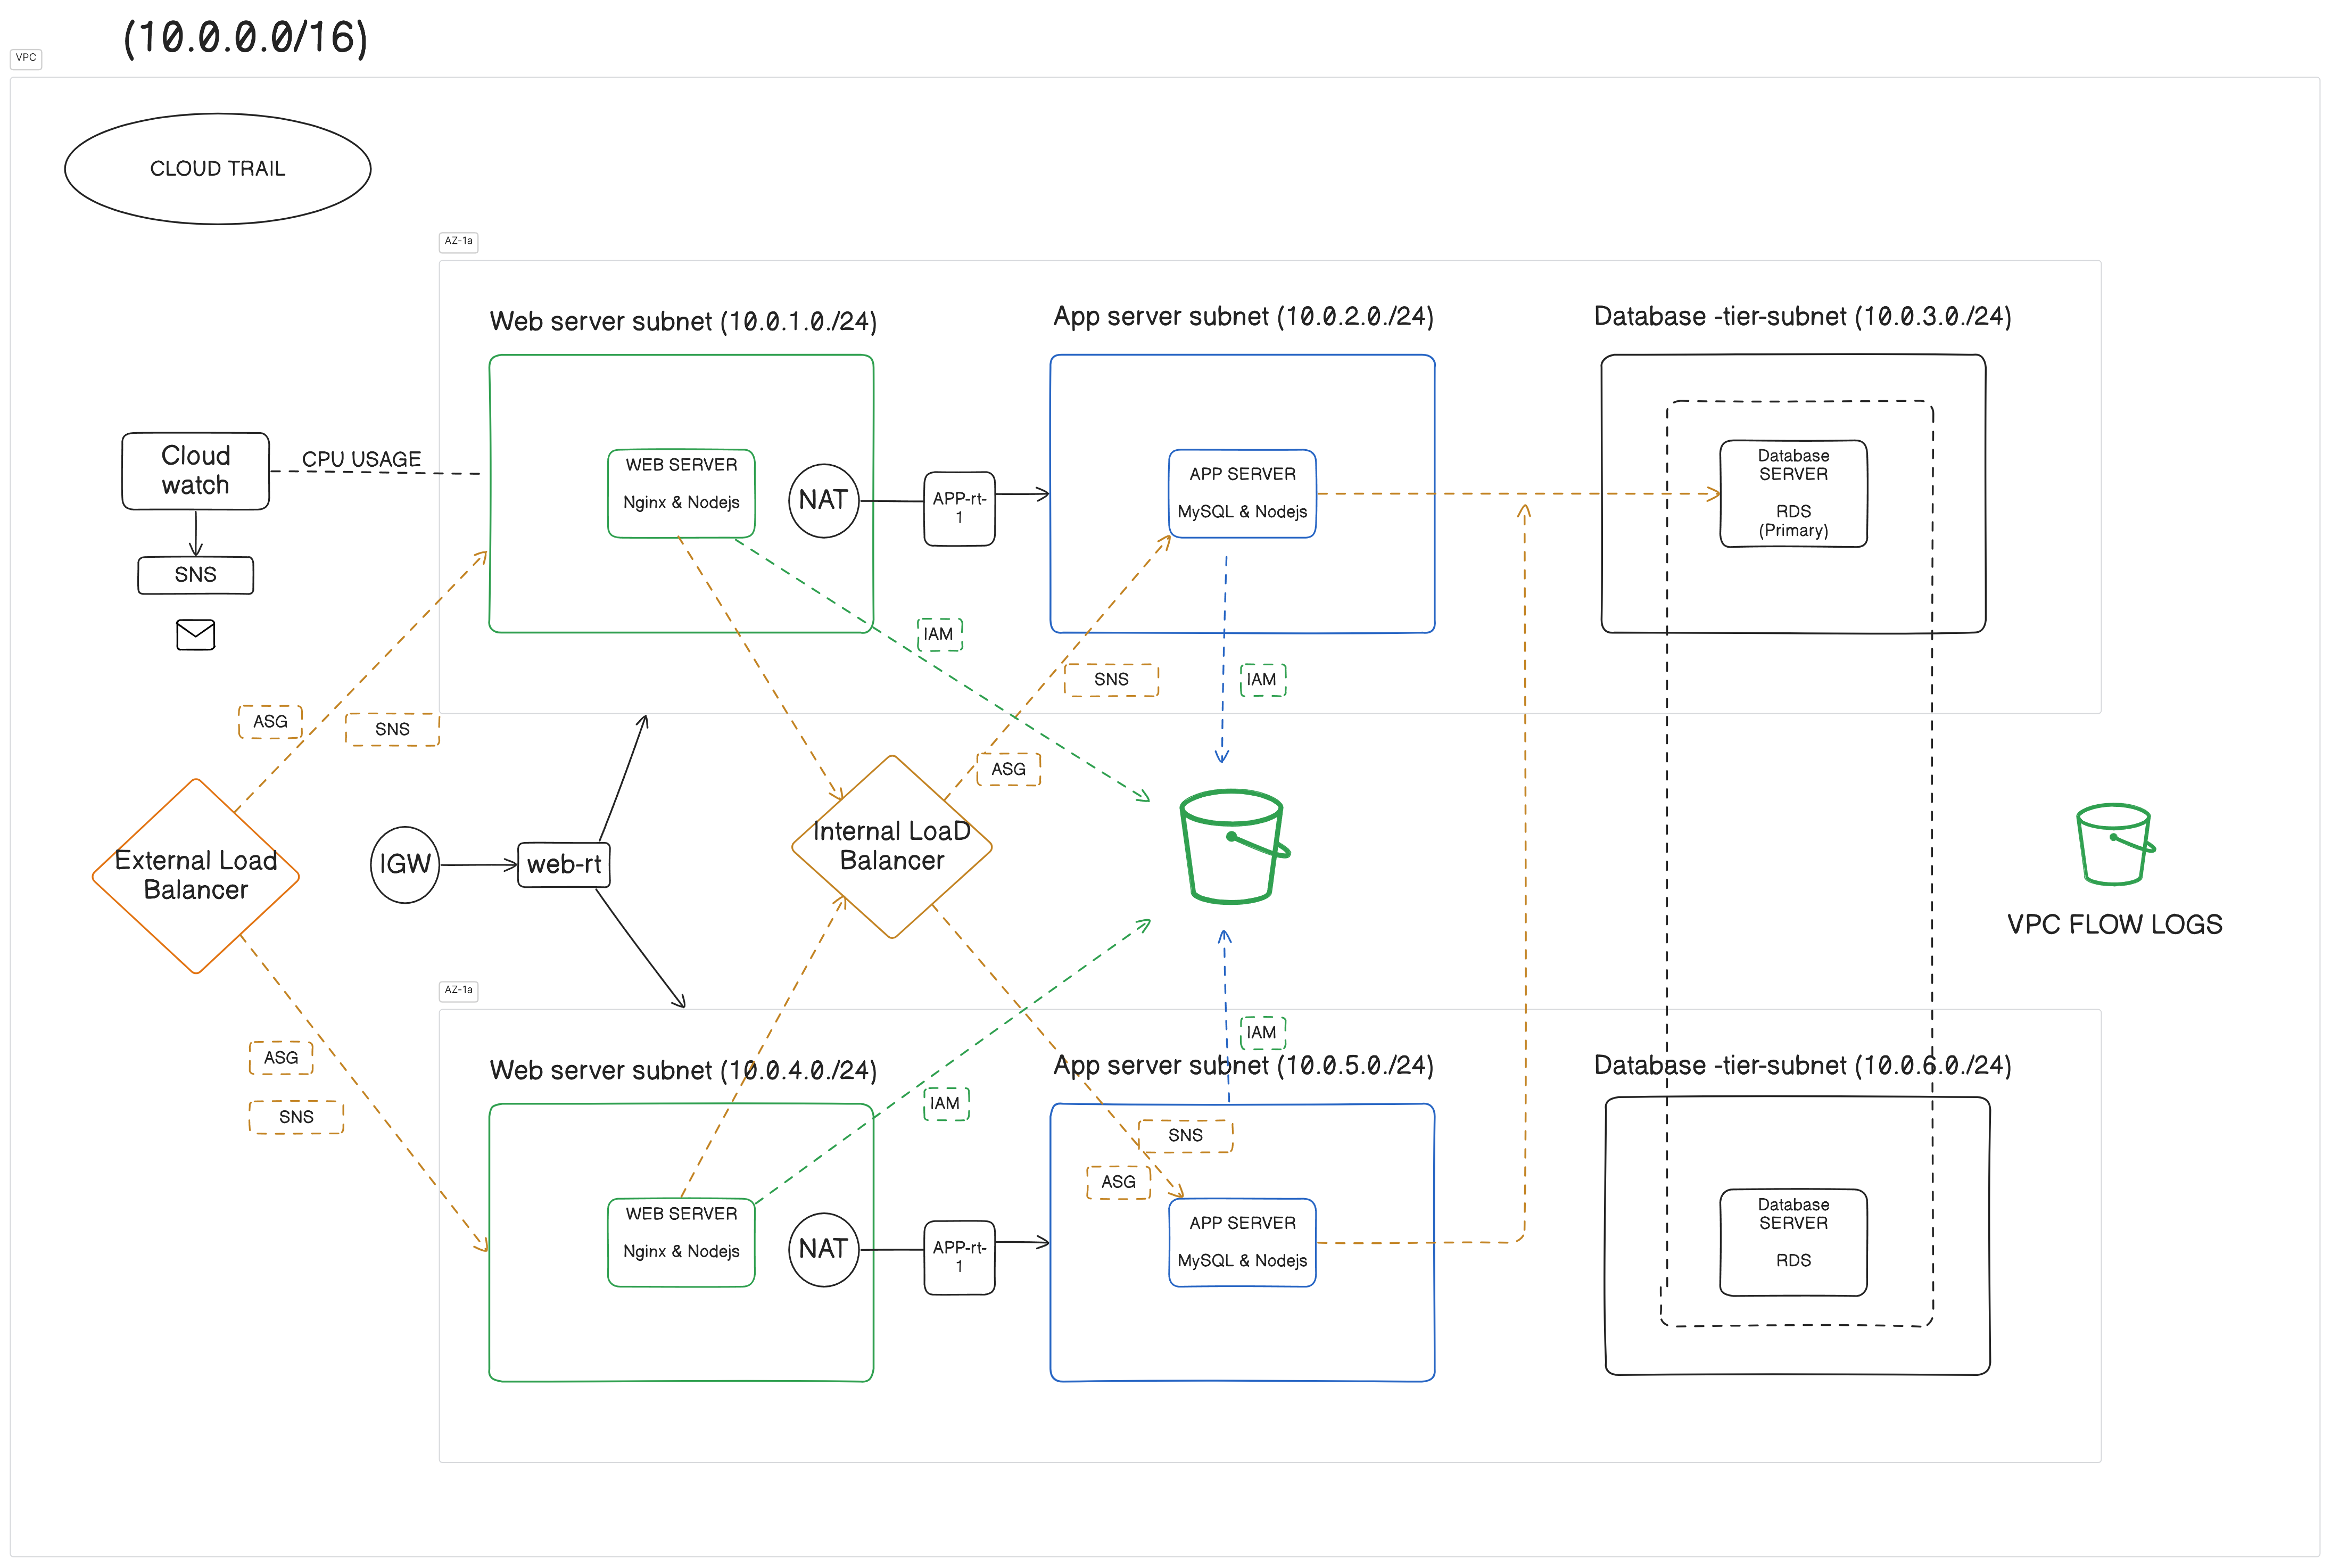 (10.0.0.0/16)
VPC
CLOUD TRAIL
AZ-1a
Web server subnet (10.0.1.0./24)
App server subnet (10.0.2.0./24)
Database -tier-subnet (10.0.3.0./24)
Cloud
watch
CPU USAGE
SNS
WEB SERVER
Nginx & Nodejs
NAT
APP-rt-
1
APP SERVER
MySQL & Nodejs
Database
SERVER
RDS
(Primary)
IAM
SNS
IAM
ASG
SNS
ASG
External Load
Balancer
IGW
web-rt
Internal LoaD
Balancer
VPC FLOW LOGS
AZ-1a
IAM
ASG
SNS
Web server subnet (10.0.4.0./24)
App server subnet (10.0.5.0./24)
Database -tier-subnet (10.0.6.0./24)
IAM
SNS
ASG
WEB SERVER
Nginx & Nodejs
NAT
APP-rt-
1
APP SERVER
MySQL & Nodejs
Database
SERVER
RDS